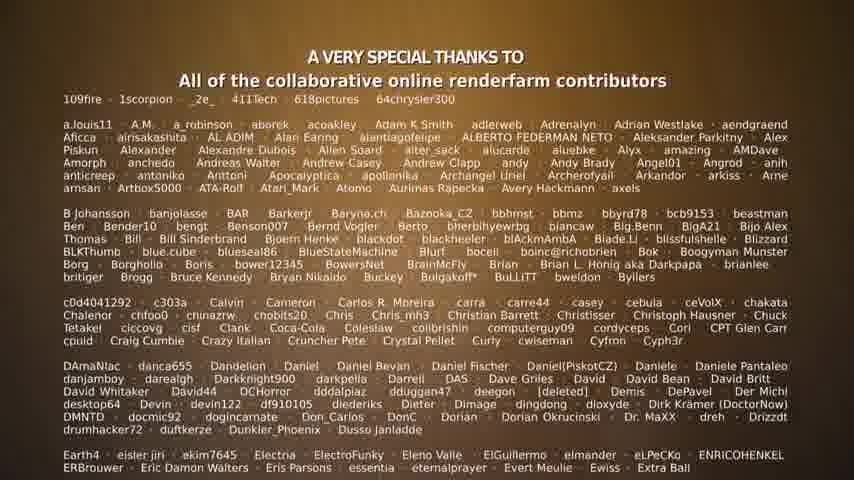 A VERY SPECIAL THANKS TO
All of the collaborative online renderfarm contributors
109fire · 1scorpion · _2e_ · 411Tech · 618pictures · 64chrysler300
a.louis11 · A.M. · a_robinson · aborek · acoakley · Adam K Smith · adlerweb · Adrenalyn · Adrian Westlake · aendgraend
Aficca · airisakashita · AL ADIM · Alan Earing · alantiagofelipe · ALBERTO FEDERMAN NETO · Aleksander Parkitny · Alex
Piskun · Alexander · Alexandre Dubois · Allen Soard · alter_sack · alucarde · aluebke · Alyx · amazing · AMDave
Amorph · anchedo · Andreas Walter · Andrew Casey · Andrew Clapp · andy · Andy Brady · Angel01 · Angrod · anih
anticreep · antoniko · Anttoni · Apocalyptica · apollonika · Archangel Uriel · Archerofyail · Arkandor · arkiss · Arne
arnsan · Artbox5000 · ATA-Rolf · Atari_Mark · Atomo · Aurimas Rapecka · Avery Hackmann · axels
B Johansson · banjolasse · BAR · Barkerjr · Baryna.ch · Bazooka_CZ · bbhmst · bbmz · bbyrd78 · bcb9153 · beastman
Ben · Bender10 · bengt · Benson007 · Bernd Vogler · Berto · bherbihyewrbg · biancaw · Big.Benn · BigA21 · Bijo Alex
Thomas · Bill · Bill Sinderbrand · Bjoern Henke · blackdot · blackheeler · blAckmAmbA · Blade.Li · blissfulshelle · Blizzard
BLKThumb · blue.cube · blueseal86 · BlueStateMachine · Blurf · bocell · boinc@richobrien · Bok · Boogyman Munster
Borg · Borgholio · Boris · bower12345 · BowersNet · BrainMcFly · Brian · Brian L. Honig aka Darkpapa · brianlee
britiger · Brogg · Bruce Kennedy · Bryan Nikaido · Buckey · Bulgakoff* · BuLLiTT · bweldon · Byllers
c0d4041292 · c303a · Calvin · Cameron · Carlos R. Moreira · carra · carre44 · casey · cebula · ceVoIX · chakata
Chalenor · chfoo0 · chinazrw · chobits20 · Chris · Chris_mh3 · Christian Barrett · Christisser · Christoph Hausner · Chuck
Tetakel · ciccovg · cisf · Clank · Coca-Cola · Coleslaw · colibrishin · computerguy09 · cordyceps · Cori · CPT Glen Carr
cpuid · Craig Cumbie · Crazy Italian · Cruncher Pete · Crystal Pellet · Curly · cwiseman · Cyfron · Cyph3r
DAmaN!ac · danca655 · Dandelion · Daniel · Daniel Bevan · Daniel Fischer · Daniel(PiskotCZ) · Daniele · Daniele Pantaleo
danjamboy · darealgh · Darkknight900 · darkpella · Darrell · DAS · Dave Griles · David · David Bean · David Britt
David Whitaker · David44 · DCHorror · dddalpiaz · dduggan47 · deegon · [deleted] · Demis · DePavel · Der Michi
desktop64 · Devin · devin122 · df910105 · diederiks · Dieter · Dimage · dingdong · dioxyde · Dirk Krämer (DoctorNow)
DMNTD · docmic92 · dogincarnate · Don_Carlos · DonC · Dorian · Dorian Okrucinski · Dr. MaXX · dreh · Drizzdt
drumhacker72 · duftkerze · Dunkler_Phoenix · Dusso Janladde
Earth4 · eisler jiri · ekim7645 · Electria · ElectroFunky · Eleno Valle · ElGuillermo · elmander · eLPeCKo · ENRICOHENKEL
ERBrouwer · Eric Damon Walters · Eris Parsons · essentia · eternalprayer · Evert Meulie · Ewiss · Extra Ball